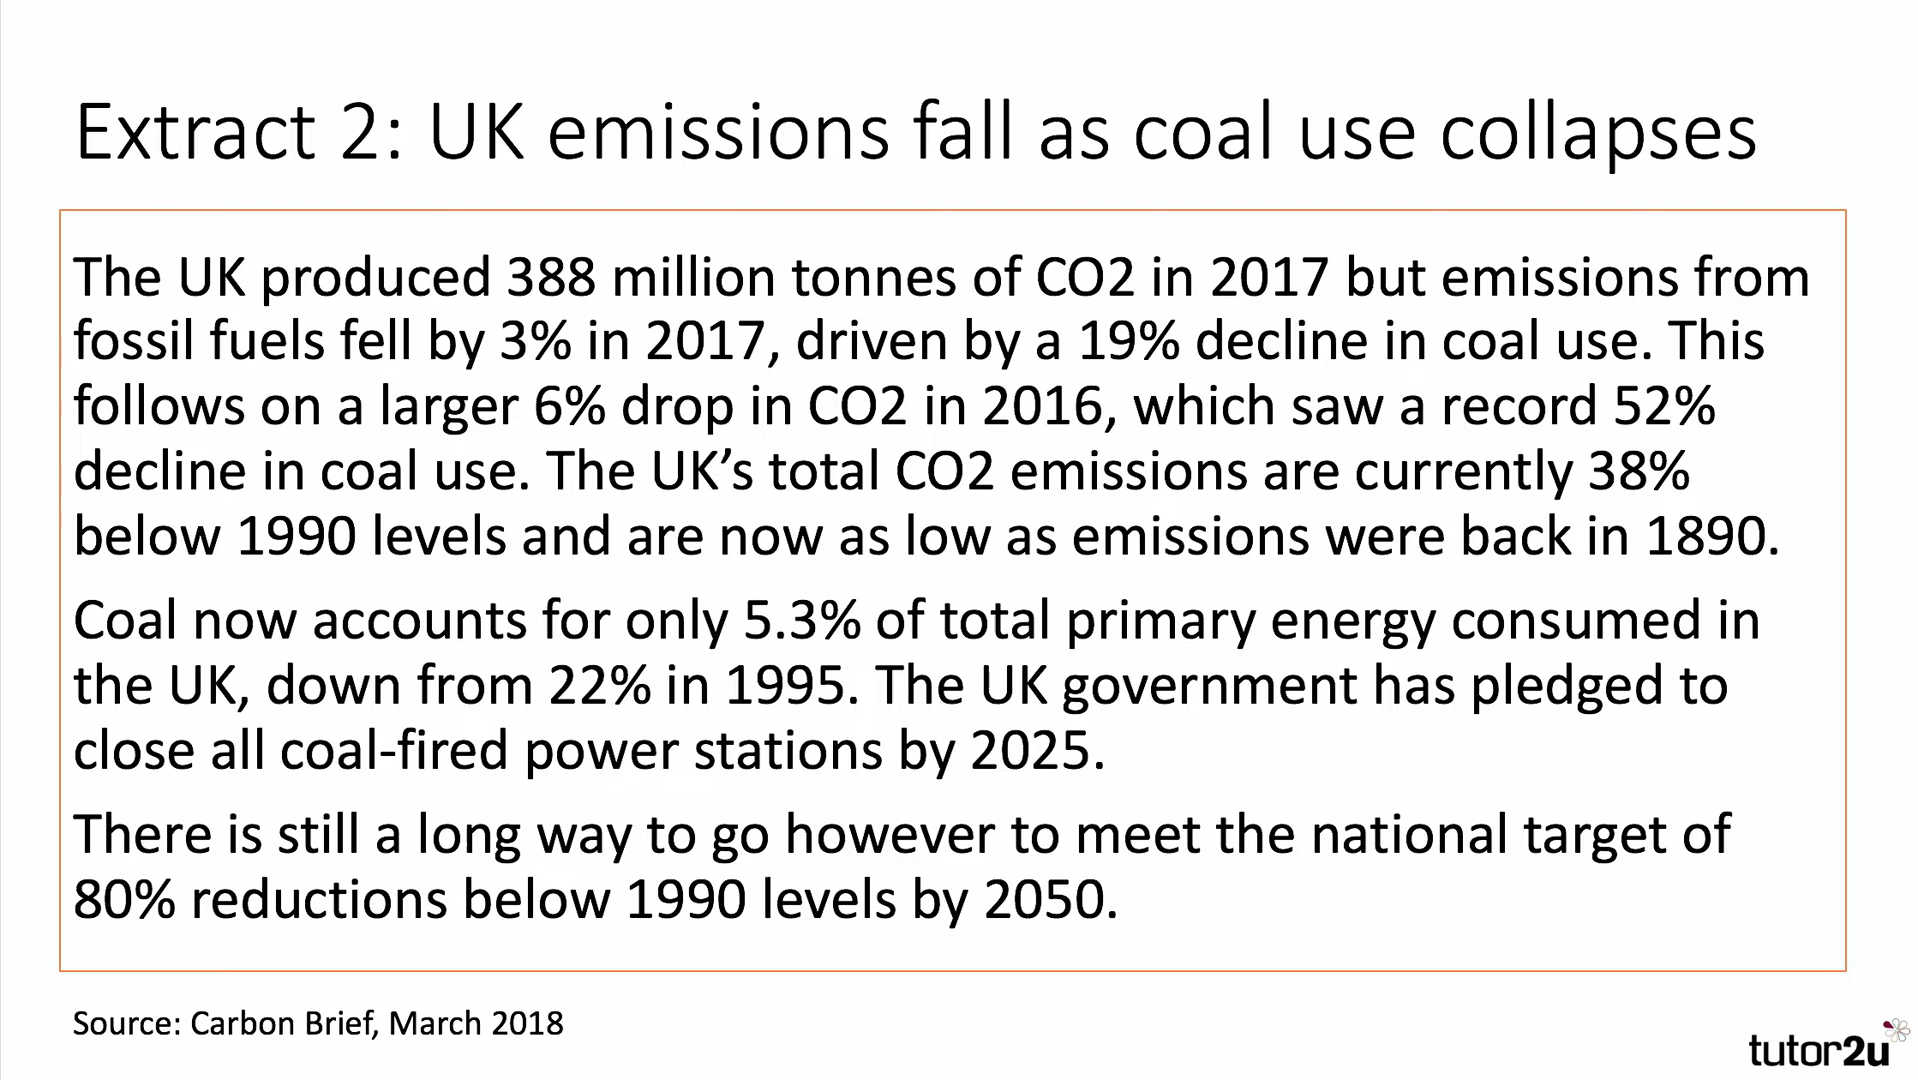 Extract 2: UK emissions fall as coal use collapses
The UK produced 388 million tonnes of CO2 in 2017 but emissions from
fossil fuels fell by 3% in 2017, driven by a 19% decline in coal use. This
follows on a larger 6% drop in CO2 in 2016, which saw a record 52%
decline in coal use. The UK’s total CO2 emissions are currently 38%
below 1990 levels and are now as low as emissions were back in 1890.
Coal now accounts for only 5.3% of total primary energy consumed in
the UK, down from 22% in 1995. The UK government has pledged to
close all coal-fired power stations by 2025.
There is still a long way to go however to meet the national target of
80% reductions below 1990 levels by 2050.
Source: Carbon Brief, March 2018
tutor2u